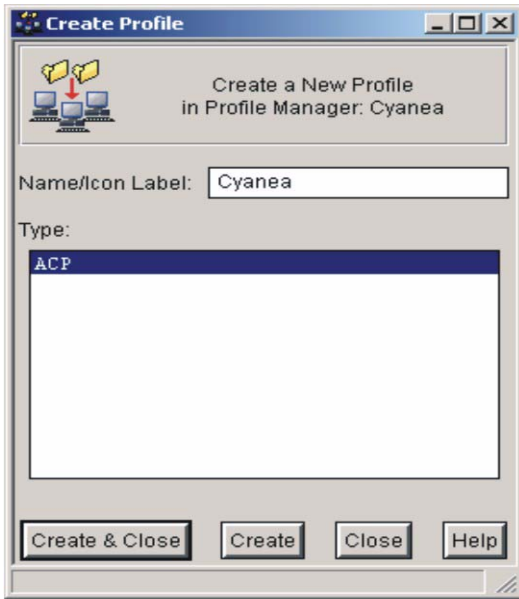 Create Profile
Create a New Profile
in Profile Manager: Cyanea
Name/Icon Label: Cyanea
Type:
ACP
Create & Close Create Close Help